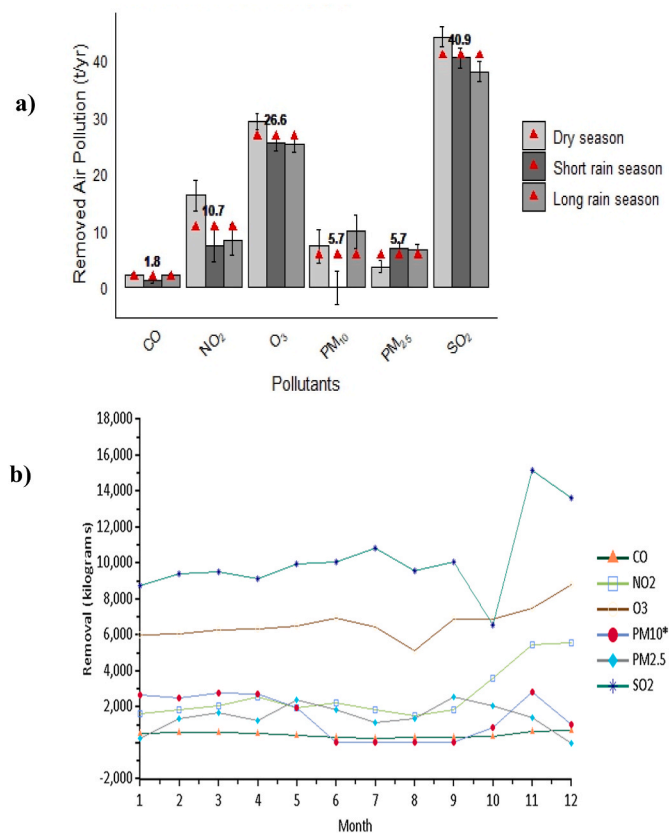 a)
Removed Air Pollution (t/yr)
40
30
20
10
0
1.8
10.7
26.6
5.7
5.7
40.9
Dry season
Short rain season
Long rain season
CO
NO₂
O₃
PM₁₀
PM₂.₅
SO₂
Pollutants
b)
Removal (kilograms)
18,000
16,000
14,000
12,000
10,000
8,000
6,000
4,000
2,000
0
-2,000
1 2 3 4 5 6 7 8 9 10 11 12
Month
CO
NO2
O3
PM10*
PM2.5
SO2